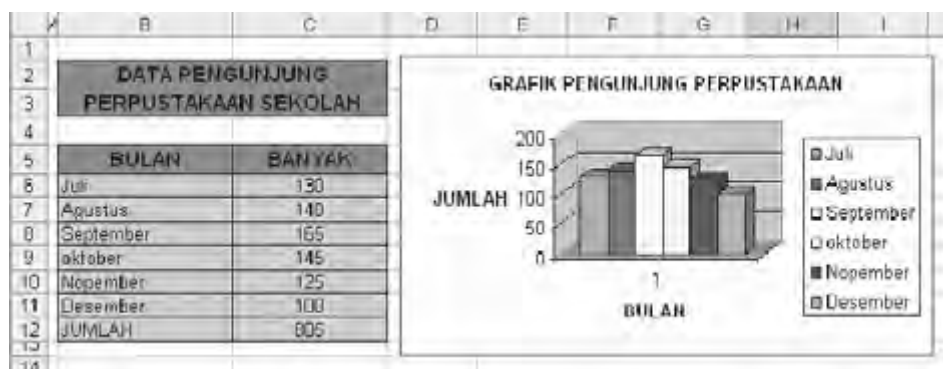 B C D E F G H I
1
2 DATA PENGUNJUNG
3 PERPUSTAKAAN SEKOLAH
4
5 BULAN BANYAK
6 Juli 130
7 Agustus 140
8 September 165
9 oktober 145
10 Nopember 125
11 Desember 100
12 JUMLAH 805
13
14
GRAFIK PENGUNJUNG PERPUSTAKAAN
200
150
JUMLAH 100
50
0
1
BULAN
Juli
Agustus
September
oktober
Nopember
Desember